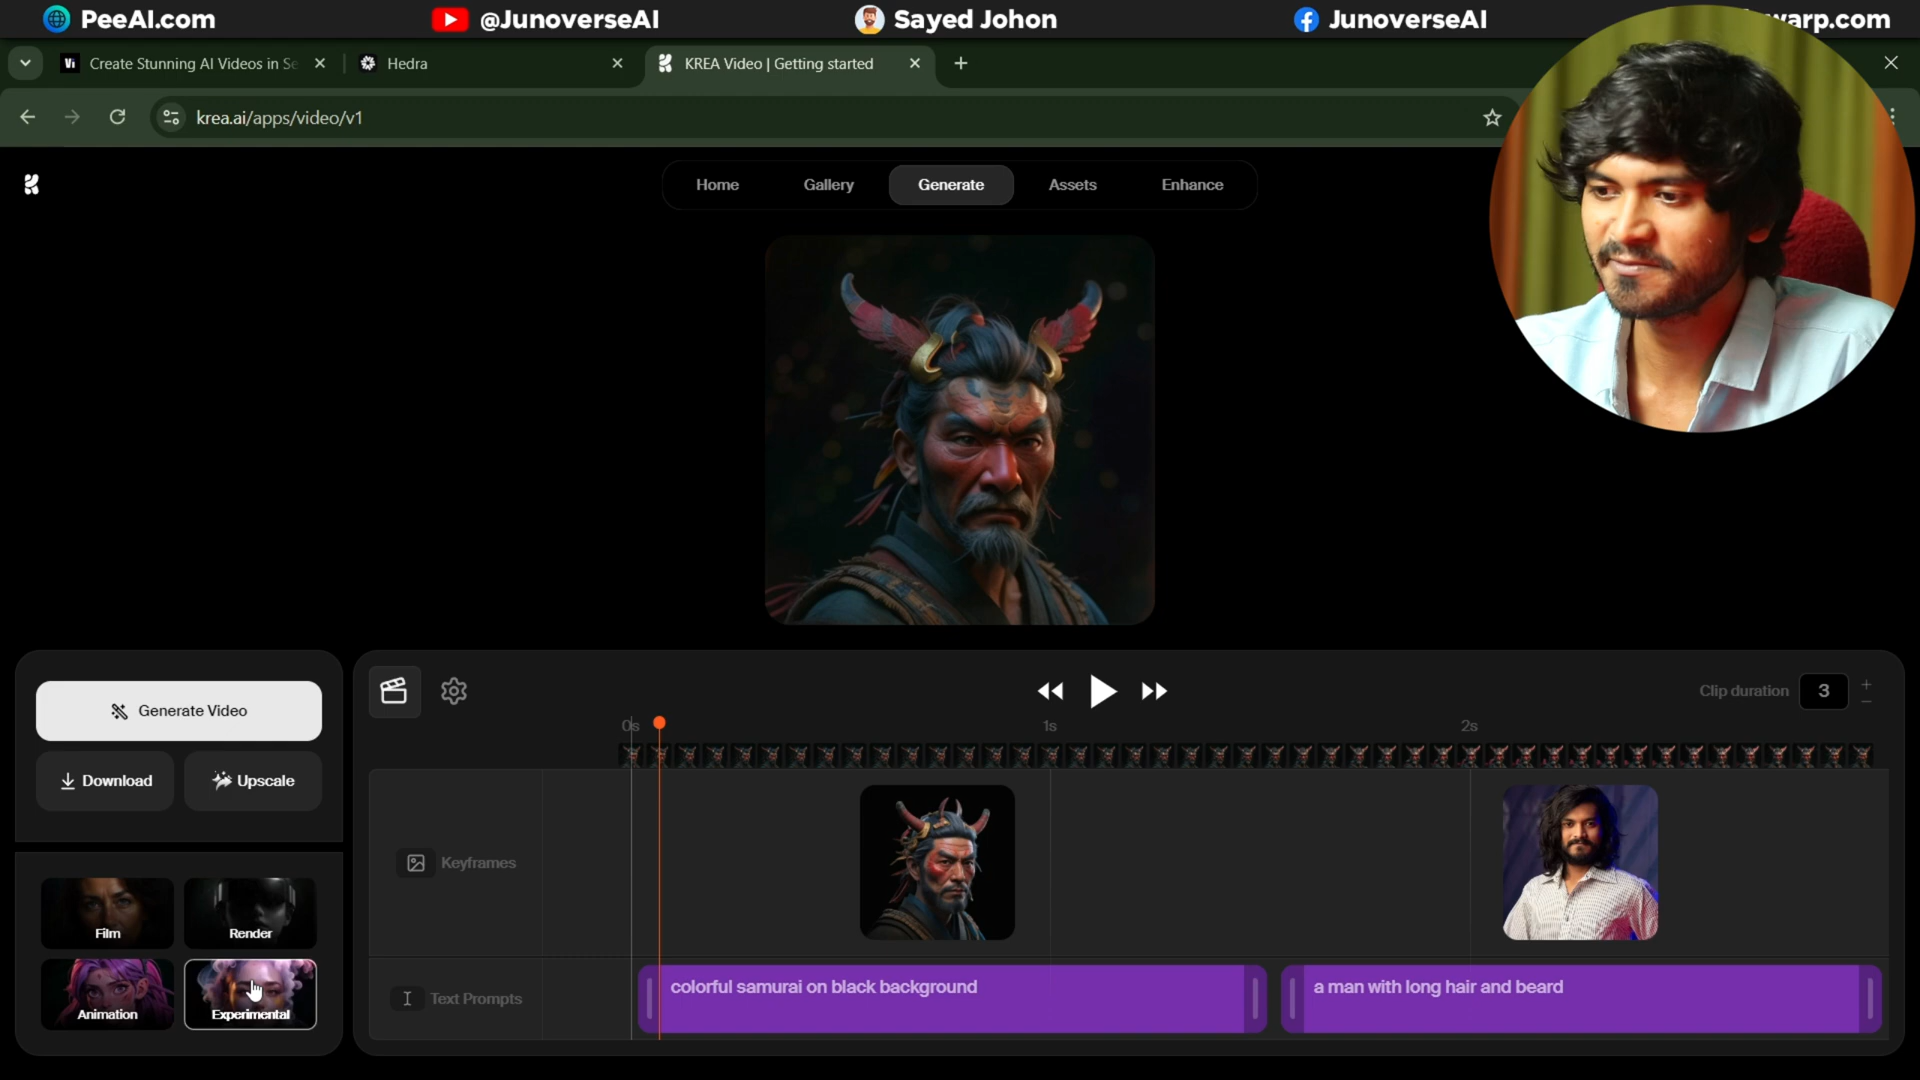 PeeAI.com
@JunoverseAI
Sayed Johon
JunoverseAI
warp.com
Create Stunning AI Videos in Se
Hedra
KREA Video | Getting started
krea.ai/apps/video/v1
Home
Gallery
Generate
Assets
Enhance
Generate Video
Download
Upscale
Clip duration
3
0s
1s
2s
Keyframes
Film
Render
Text Prompts
colorful samurai on black background
a man with long hair and beard
Animation
Experimental